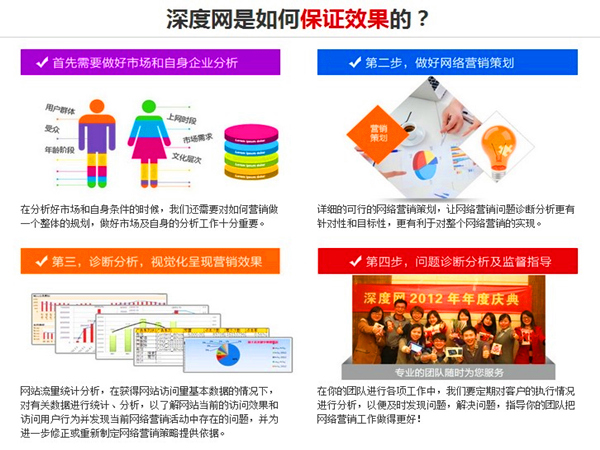 深度网是如何保证效果的？
首先需要做好市场和自身企业分析
用户群体
受众
年龄阶段
上网时段
市场需求
文化层次
在分析好市场和自身条件的时候，我们还需要对如何营销做
一个整体的规划，做好市场及自身的分析工作十分重要。
第二步，做好网络营销策划
营销
策划
详细的可行的网络营销策划，让网络营销问题诊断分析更有
针对性和目标性，更有利于对整个网络营销的实现。
第三，诊断分析，视觉化呈现营销效果
网站流量统计分析，在获得网站访问量基本数据的情况下，
对有关数据进行统计、分析，以了解网站当前的访问效果和
访问用户行为并发现当前网络营销活动中存在的问题，并为
进一步修正或重新制定网络营销策略提供依据。
第四步，问题诊断分析及监督指导
深度网2012年年度庆典
专业的团队随时为您服务
在你的团队进行各项工作中，我们要定期对客户的执行情况
进行分析，以便及时发现问题，解决问题，指导你的团队把
网络营销工作做得更好！